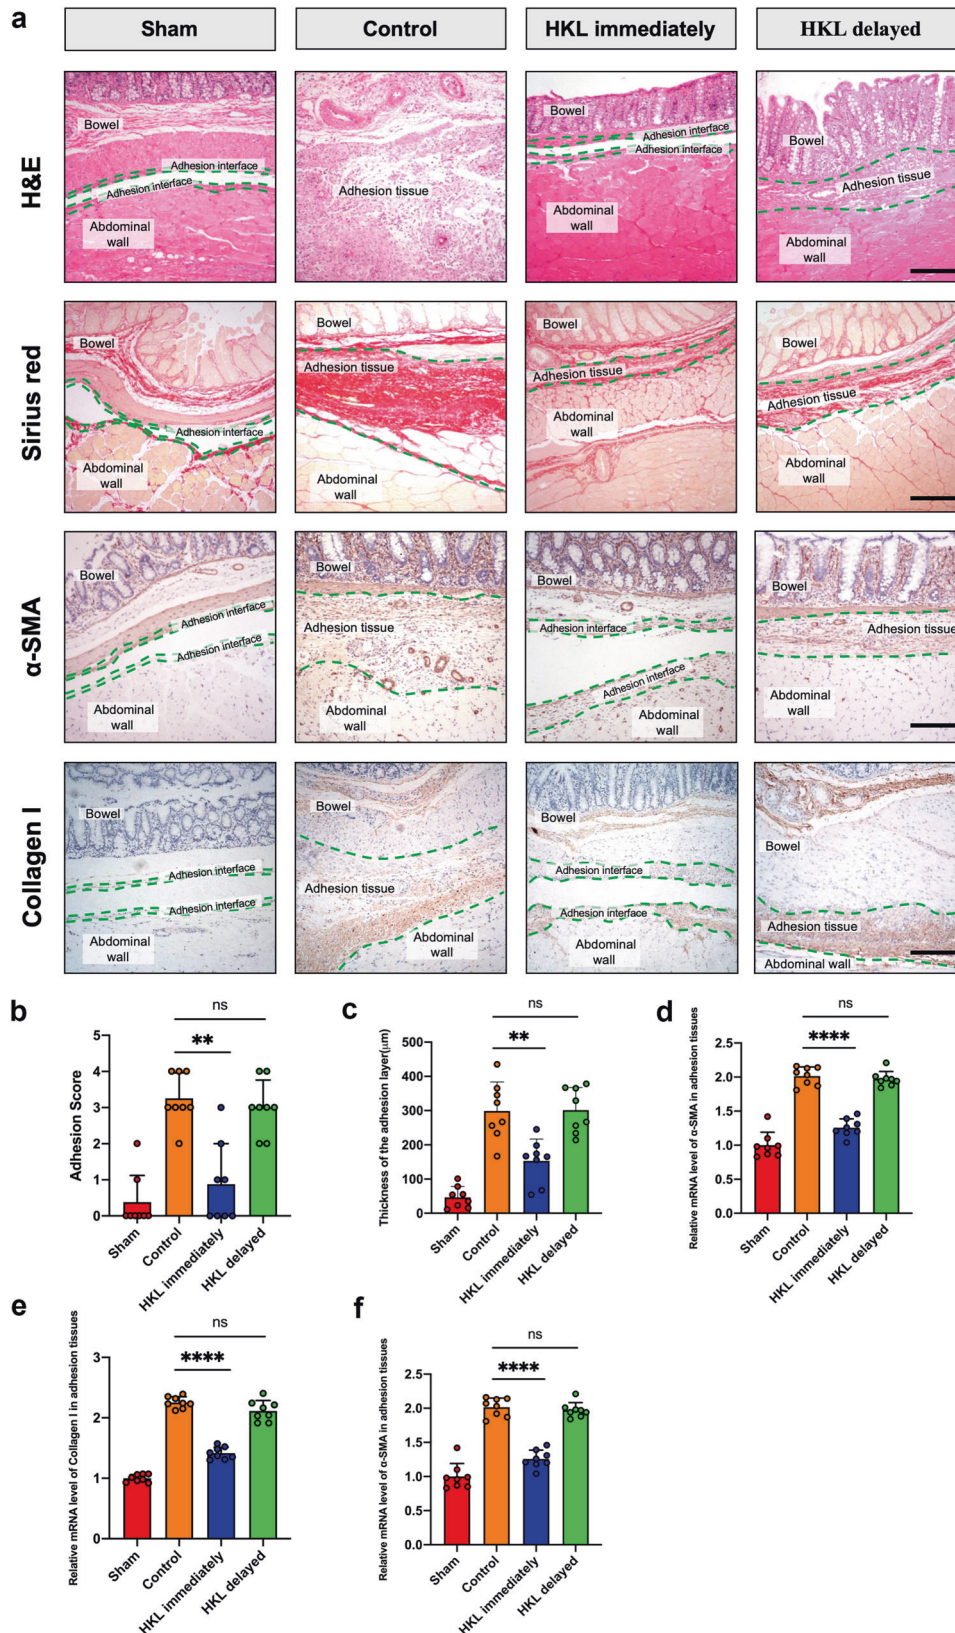 a
Sham
Control
HKL immediately
HKL delayed
H&E
Bowel
Adhesion interface
Adhesion interface
Abdominal
wall
Adhesion tissue
Bowel
Adhesion interface
Adhesion interface
Abdominal
wall
Bowel
Adhesion tissue
Abdominal
wall
Sirius red
Bowel
Adhesion interface
Abdominal
wall
Bowel
Adhesion tissue
Abdominal
wall
Bowel
Adhesion tissue
Abdominal
wall
Bowel
Adhesion tissue
Abdominal
wall
α-SMA
Bowel
Adhesion interface
Adhesion interface
Abdominal
wall
Bowel
Adhesion tissue
Abdominal
wall
Bowel
Adhesion interface
Adhesion interface
Abdominal
wall
Bowel
Adhesion tissue
Abdominal
wall
Collagen I
Bowel
Adhesion interface
Adhesion interface
Abdominal
wall
Bowel
Adhesion tissue
Abdominal
wall
Bowel
Adhesion interface
Adhesion interface
Abdominal
wall
Bowel
Adhesion tissue
Abdominal wall
b
ns
**
Adhesion Score
5
4
3
2
1
0
Sham
Control
HKL immediately
HKL delayed
c
ns
**
Thickness of the adhesion layer(μm)
500
400
300
200
100
0
Sham
Control
HKL immediately
HKL delayed
d
ns
****
Relative mRNA level of α-SMA in adhesion tissues
2.5
2.0
1.5
1.0
0.5
0.0
Sham
Control
HKL immediately
HKL delayed
e
ns
****
Relative mRNA level of Collagen I in adhesion tissues
3
2
1
0
Sham
Control
HKL immediately
HKL delayed
f
ns
****
Relative mRNA level of α-SMA in adhesion tissues
2.5
2.0
1.5
1.0
0.5
0.0
Sham
Control
HKL immediately
HKL delayed